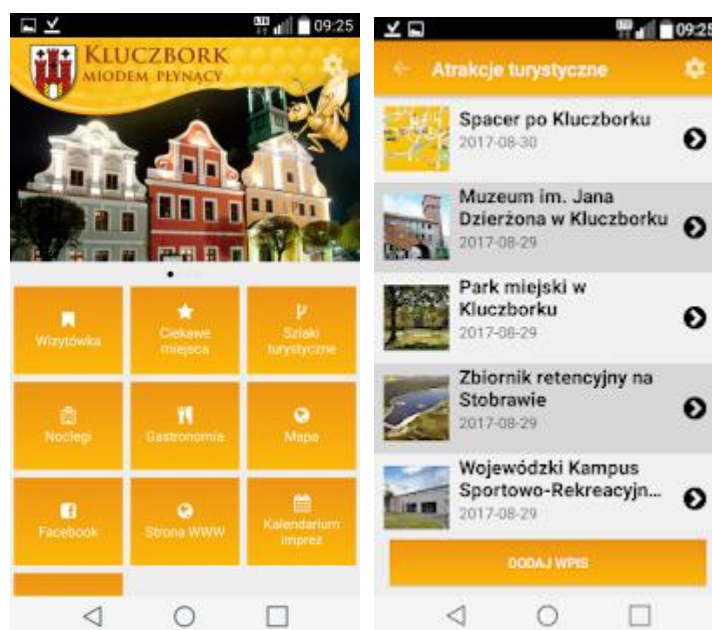 LTE
09:25
KLUCZBORK
MIODEM PŁYNĄCY
Wizytówka
Ciekawe
miejsca
Szlaki
turystyczne
Noclegi
Gastronomia
Mapa
Facebook
Strona WWW
Kalendarium
imprez
09:25
Atrakcje turystyczne
Spacer po Kluczborku
2017-08-30
Muzeum im. Jana
Dzierżona w Kluczborku
2017-08-29
Park miejski w
Kluczborku
2017-08-29
Zbiornik retencyjny na
Stobrawie
2017-08-29
Wojewódzki Kampus
Sportowo-Rekreacyjn...
2017-08-29
DODAJ WPIS